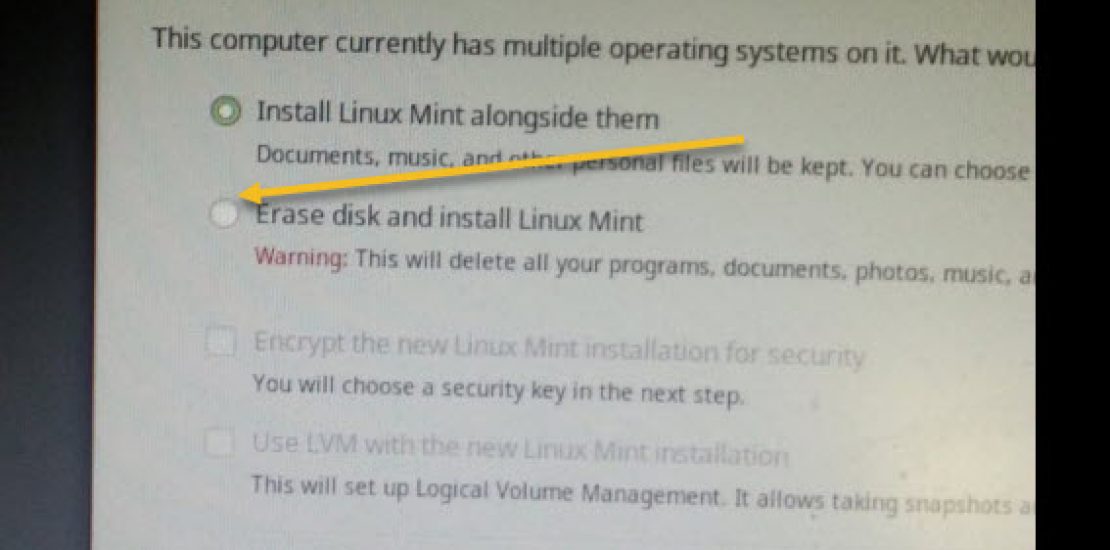 This computer currently has multiple operating systems on it. What wou
Install Linux Mint alongside them
Documents, music, and other personal files will be kept. You can choose
Erase disk and install Linux Mint
Warning: This will delete all your programs, documents, photos, music, a
Encrypt the new Linux Mint installation for security
You will choose a security key in the next step.
Use LVM with the new Linux Mint installation
This will set up Logical Volume Management. It allows taking snapshots a